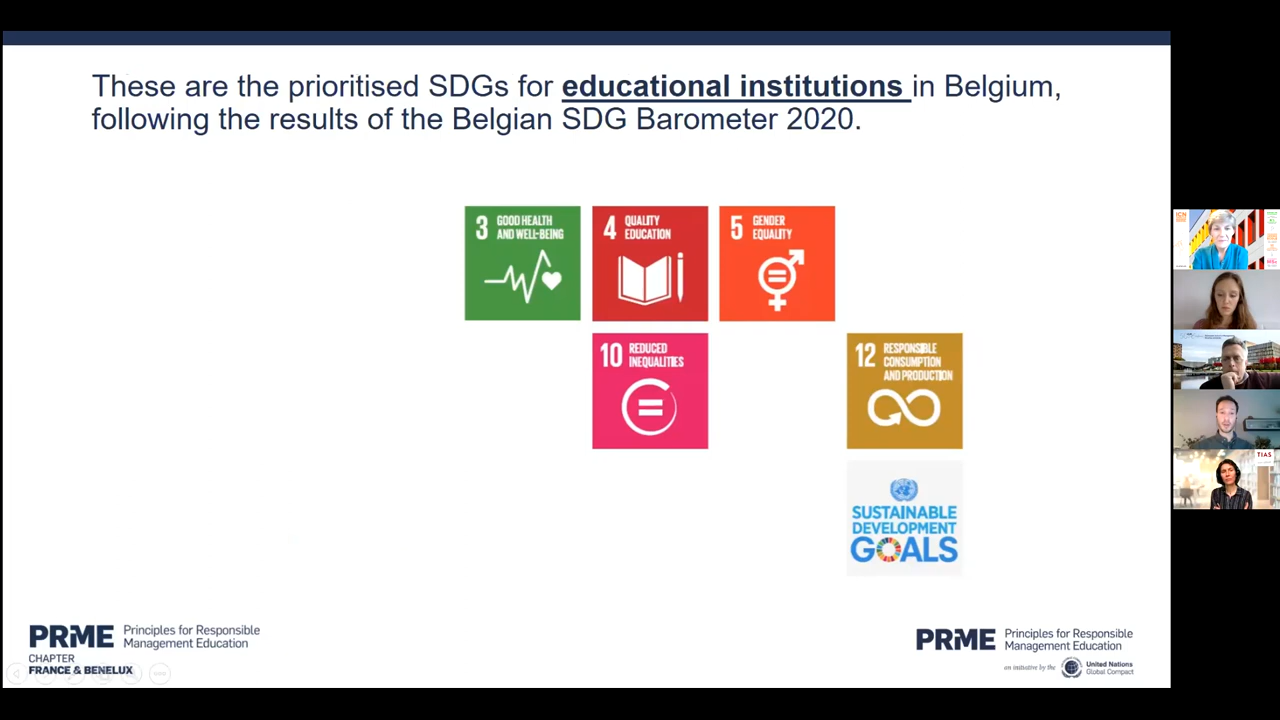 These are the prioritised SDGs for educational institutions in Belgium,
following the results of the Belgian SDG Barometer 2020.
3 GOOD HEALTH
AND WELL-BEING
4 QUALITY
EDUCATION
5 GENDER
EQUALITY
10 REDUCED
INEQUALITIES
12 RESPONSIBLE
CONSUMPTION
AND PRODUCTION
SUSTAINABLE
DEVELOPMENT
GOALS
PRME Principles for Responsible
Management Education
CHAPTER
FRANCE & BENELUX
PRME Principles for Responsible
Management Education
an initiative by the United Nations
Global Compact
ICN
TIAS